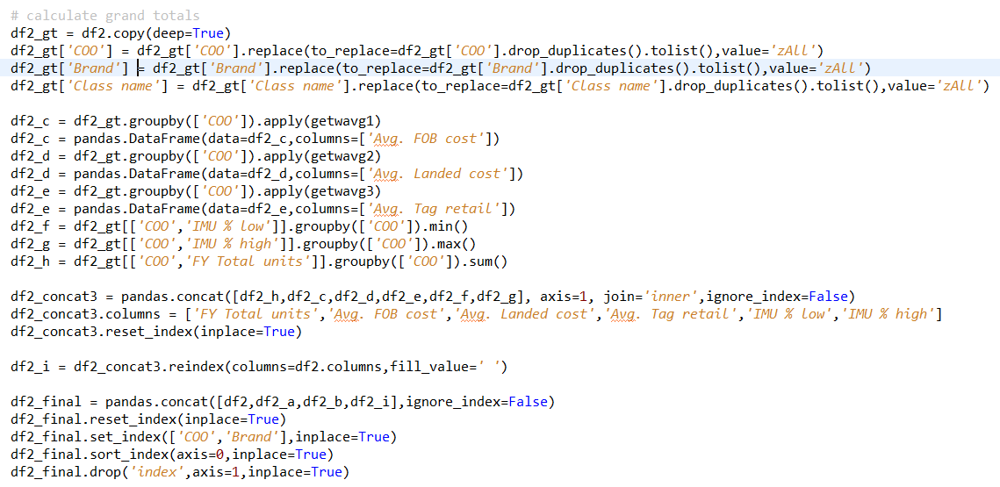 # calculate grand totals
df2_gt = df2.copy(deep=True)
df2_gt['COO'] = df2_gt['COO'].replace(to_replace=df2_gt['COO'].drop_duplicates().tolist(),value='zAll')
df2_gt['Brand'] = df2_gt['Brand'].replace(to_replace=df2_gt['Brand'].drop_duplicates().tolist(),value='zAll')
df2_gt['Class name'] = df2_gt['Class name'].replace(to_replace=df2_gt['Class name'].drop_duplicates().tolist(),value='zAll')
df2_c = df2_gt.groupby(['COO']).apply(getwavg1)
df2_c = pandas.DataFrame(data=df2_c,columns=['Avg. FOB cost'])
df2_d = df2_gt.groupby(['COO']).apply(getwavg2)
df2_d = pandas.DataFrame(data=df2_d,columns=['Avg. Landed cost'])
df2_e = df2_gt.groupby(['COO']).apply(getwavg3)
df2_e = pandas.DataFrame(data=df2_e,columns=['Avg. Tag retail'])
df2_f = df2_gt[['COO','IMU % low']].groupby(['COO']).min()
df2_g = df2_gt[['COO','IMU % high']].groupby(['COO']).max()
df2_h = df2_gt[['COO','FY Total units']].groupby(['COO']).sum()
df2_concat3 = pandas.concat([df2_h,df2_c,df2_d,df2_e,df2_f,df2_g], axis=1, join='inner',ignore_index=False)
df2_concat3.columns = ['FY Total units','Avg. FOB cost','Avg. Landed cost','Avg. Tag retail','IMU % low','IMU % high']
df2_concat3.reset_index(inplace=True)
df2_i = df2_concat3.reindex(columns=df2.columns,fill_value=' ')
df2_final = pandas.concat([df2,df2_a,df2_b,df2_i],ignore_index=False)
df2_final.reset_index(inplace=True)
df2_final.set_index(['COO','Brand'],inplace=True)
df2_final.sort_index(axis=0,inplace=True)
df2_final.drop('index',axis=1,inplace=True)